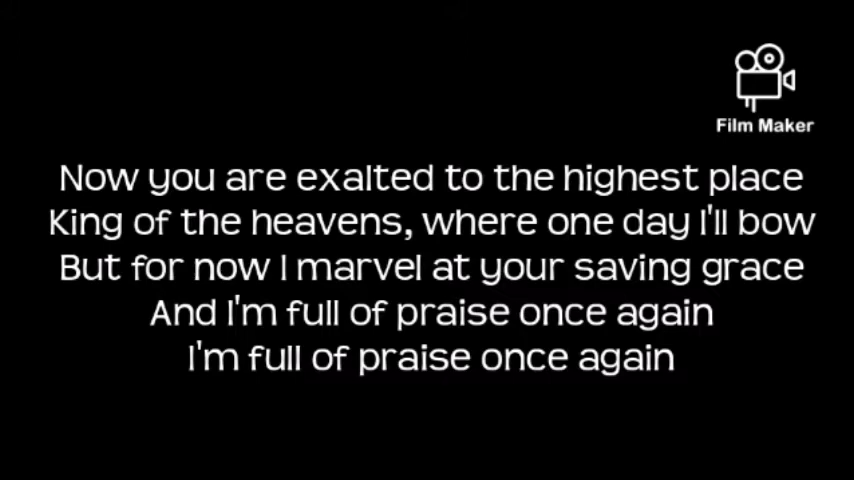 Film Maker
Now you are exalted to the highest place
King of the heavens, where one day I'll bow
But for now I marvel at your saving grace
And I'm full of praise once again
I'm full of praise once again